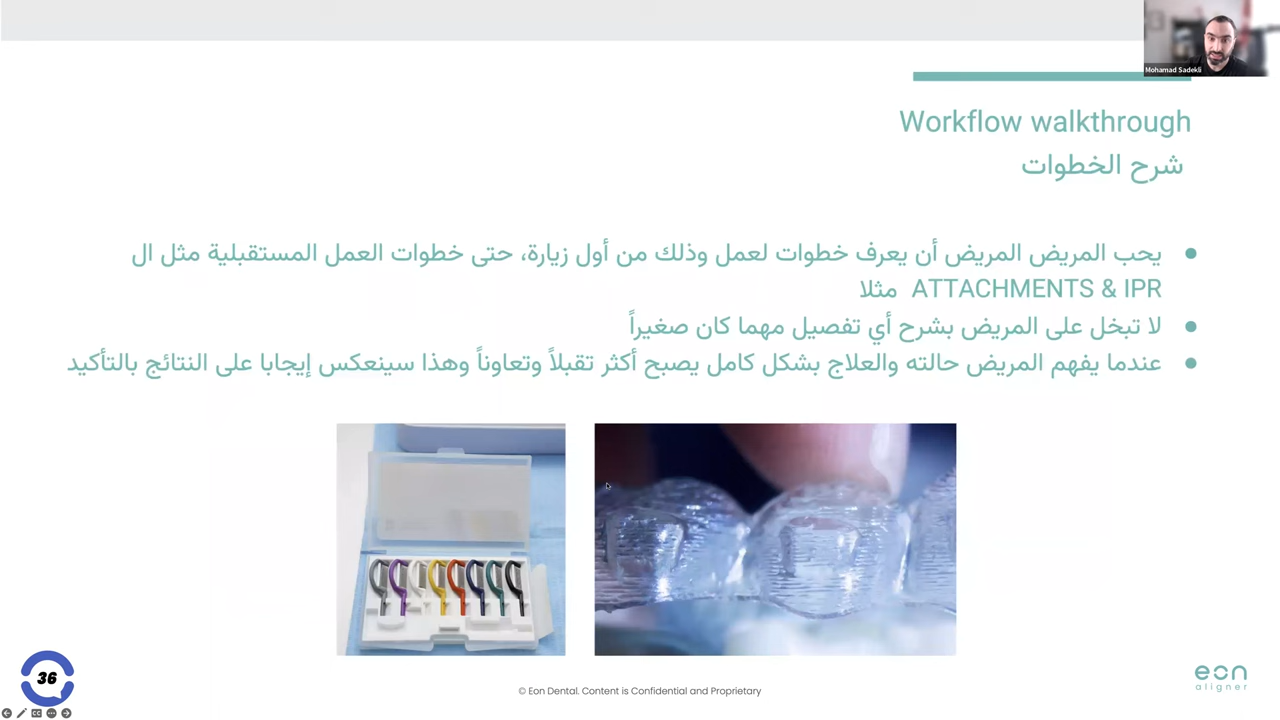 Mohamad Sadekli
Workflow walkthrough
شرح الخطوات
يحب المريض المريض أن يعرف خطوات لعمل وذلك من أول زيارة، حتى خطوات العمل المستقبلية مثل ال
ATTACHMENTS & IPR مثلا
لا تبخل على المريض بشرح أي تفصيل مهما كان صغيراً
عندما يفهم المريض حالته والعلاج بشكل كامل يصبح أكثر تقبلاً وتعاوناً وهذا سينعكس إيجابا على النتائج بالتأكيد
36
© Eon Dental. Content is Confidential and Proprietary
eon
aligner